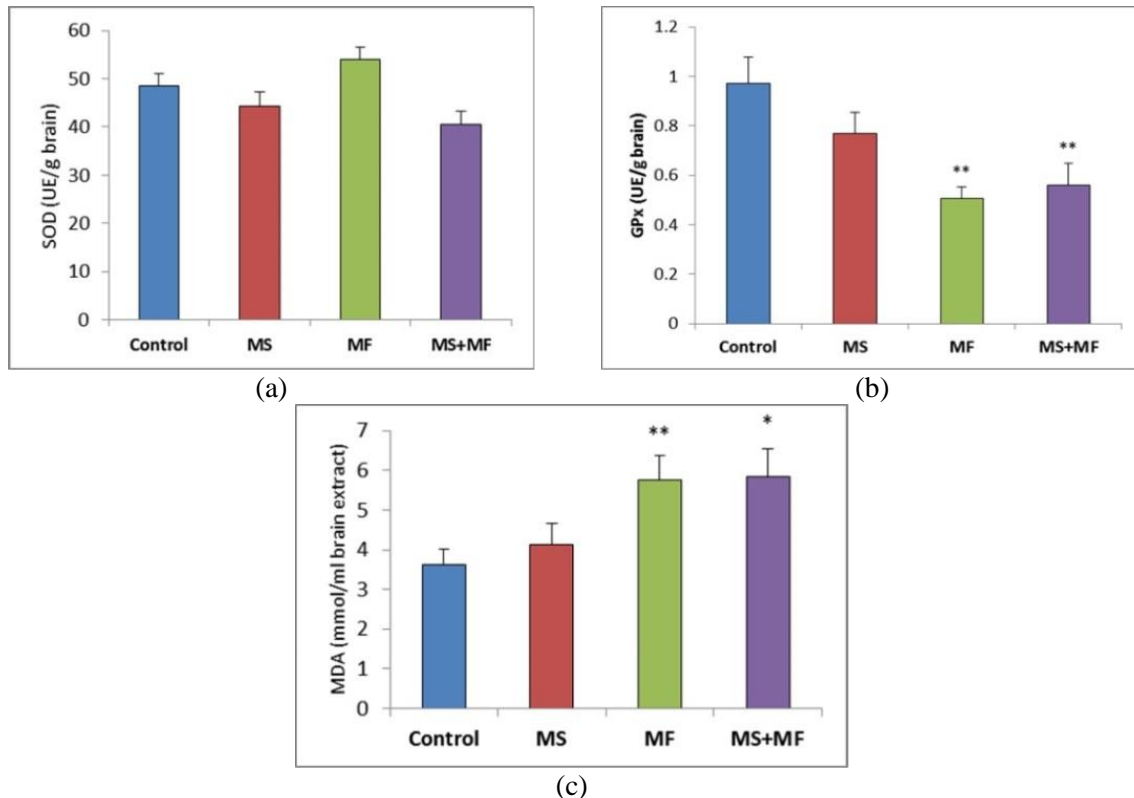 SOD (UE/g brain)
60
50
40
30
20
10
0
Control MS MF MS+MF
(a)
GPx (UE/g brain)
1.2
1
0.8
0.6
0.4
0.2
0
** **
Control MS MF MS+MF
(b)
MDA (mmol/ml brain extract)
7
6
5
4
3
2
1
0
** *
Control MS MF MS+MF
(c)